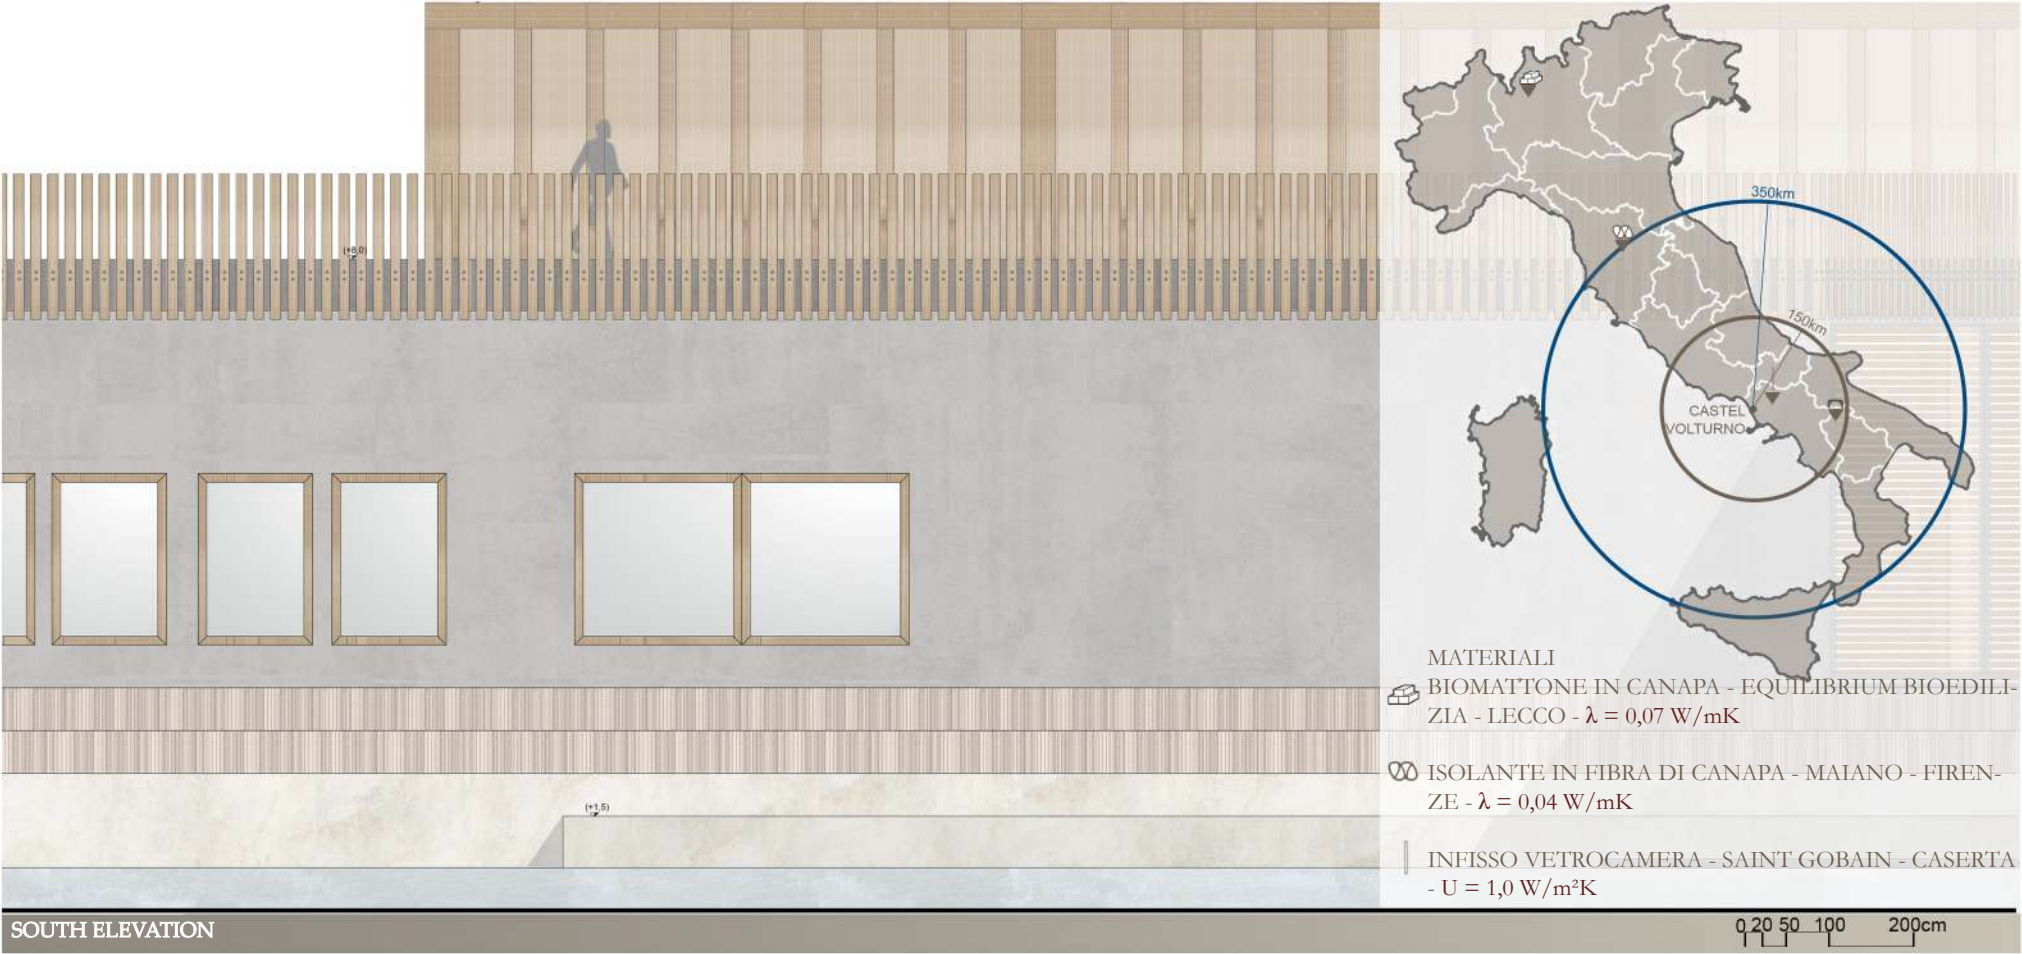 350km
(+8,0)
150km
CASTEL
VOLTURNO
MATERIALI
BIOMATTONE IN CANAPA - EQUILIBRIUM BIOEDILI-
ZIA - LECCO - λ = 0,07 W/mK
ISOLANTE IN FIBRA DI CANAPA - MAIANO - FIREN-
ZE - λ = 0,04 W/mK
(+1,5)
INFISSO VETROCAMERA - SAINT GOBAIN - CASERTA
- U = 1,0 W/m²K
SOUTH ELEVATION
0 20 50 100 200cm